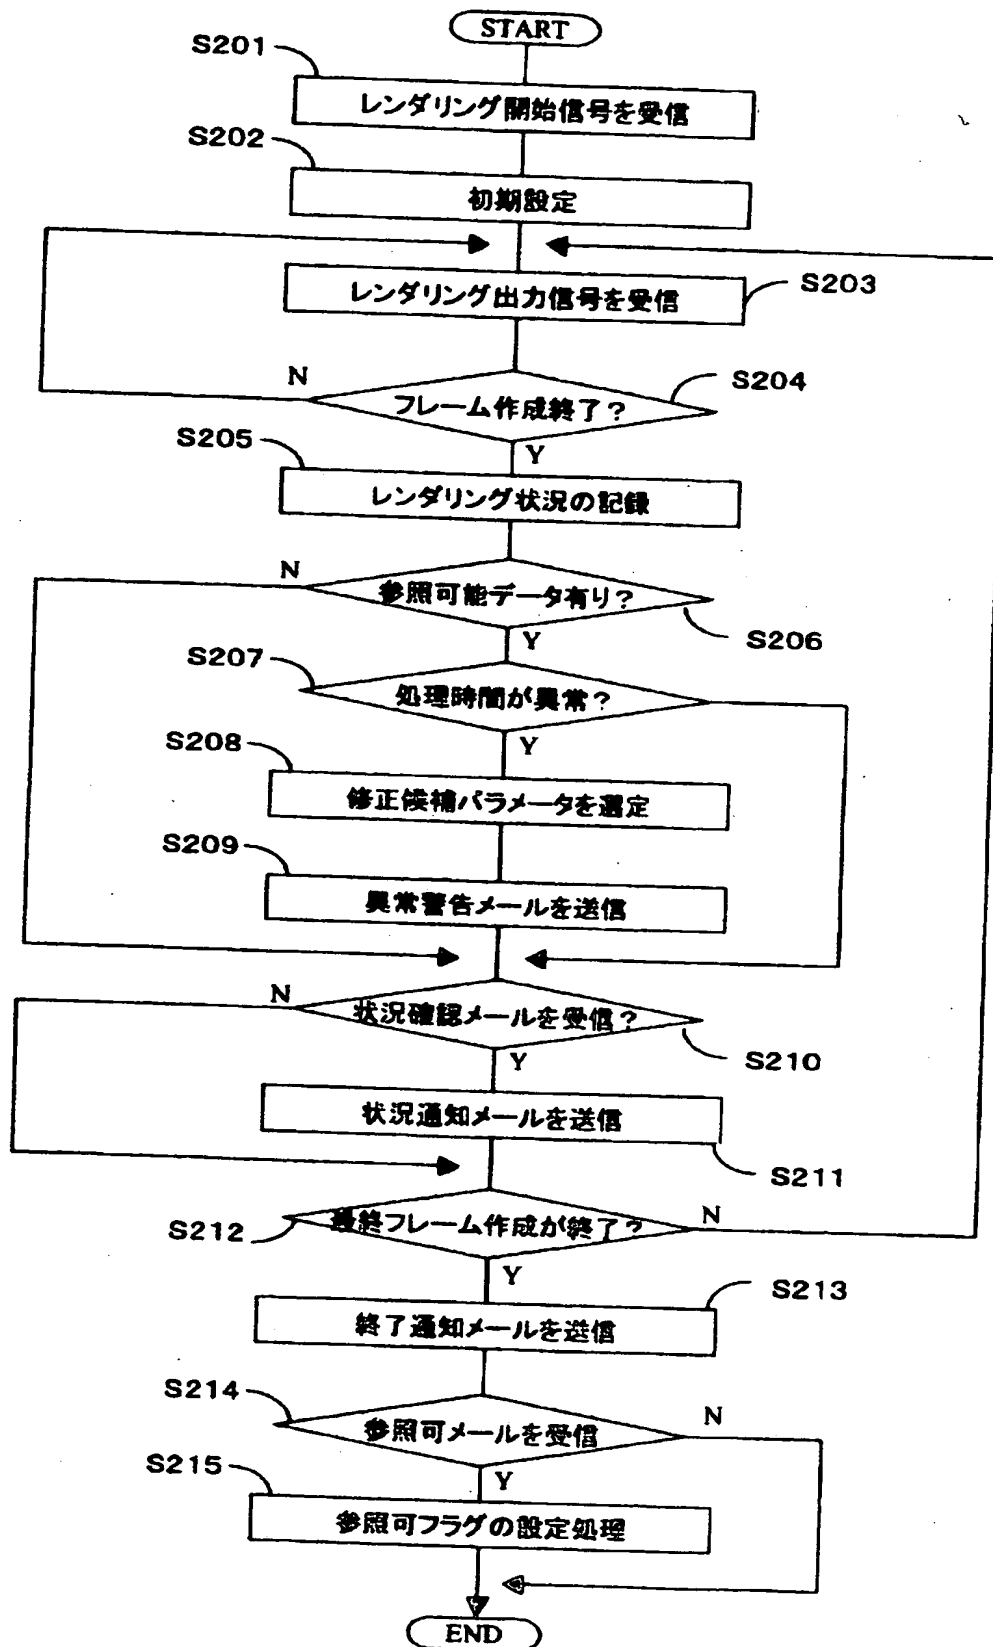 START
S201
レンダリング開始信号を受信
S202
初期設定
レンダリング出力信号を受信
S203
N
フレーム作成終了?
S204
Y
S205
レンダリング状況の記録
N
参照可能データ有り?
S206
Y
S207
処理時間が異常?
Y
S208
修正候補パラメータを選定
S209
異常警告メールを送信
N
状況確認メールを受信?
S210
Y
状況通知メールを送信
S211
S212
最終フレーム作成が終了?
N
Y
S213
終了通知メールを送信
S214
参照可メールを受信
N
Y
S215
参照可フラグの設定処理
END